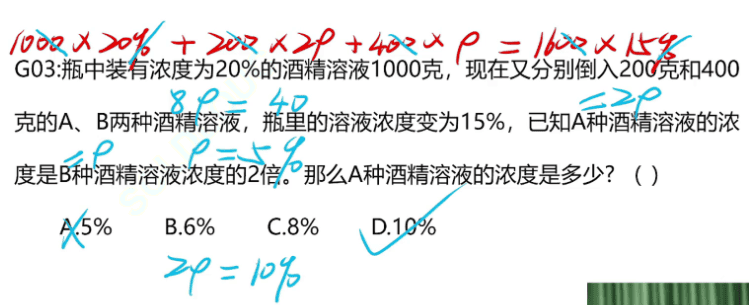 1000×20%+200×2P+400×P=1600×15%
G03:瓶中装有浓度为20%的酒精溶液1000克，现在又分别倒入200克和400
8P=40
=2P
克的A、B两种酒精溶液，瓶里的溶液浓度变为15%，已知A种酒精溶液的浓
=P
P=5%
度是B种酒精溶液浓度的2倍。那么A种酒精溶液的浓度是多少？（ ）
A.5% B.6% C.8% D.10%
2P=10%